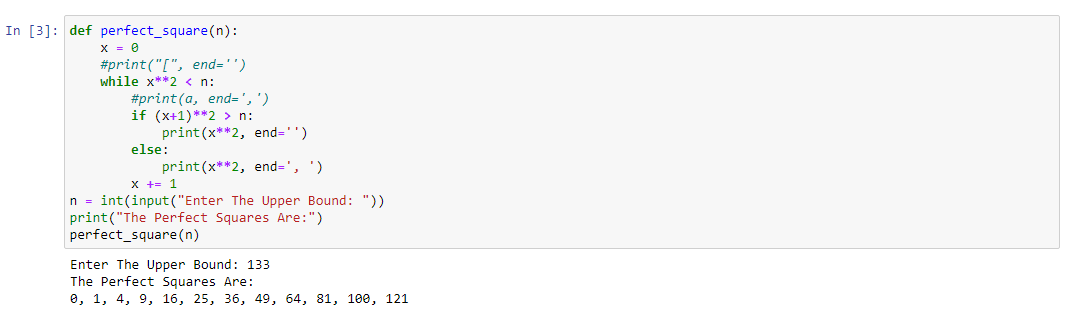 In [3]: def perfect_square(n):
    x = 0
    #print("[", end='')
    while x**2 < n:
        #print(a, end=',')
        if (x+1)**2 > n:
            print(x**2, end='')
        else:
            print(x**2, end=', ')
        x += 1
n = int(input("Enter The Upper Bound: "))
print("The Perfect Squares Are:")
perfect_square(n)
Enter The Upper Bound: 133
The Perfect Squares Are:
0, 1, 4, 9, 16, 25, 36, 49, 64, 81, 100, 121